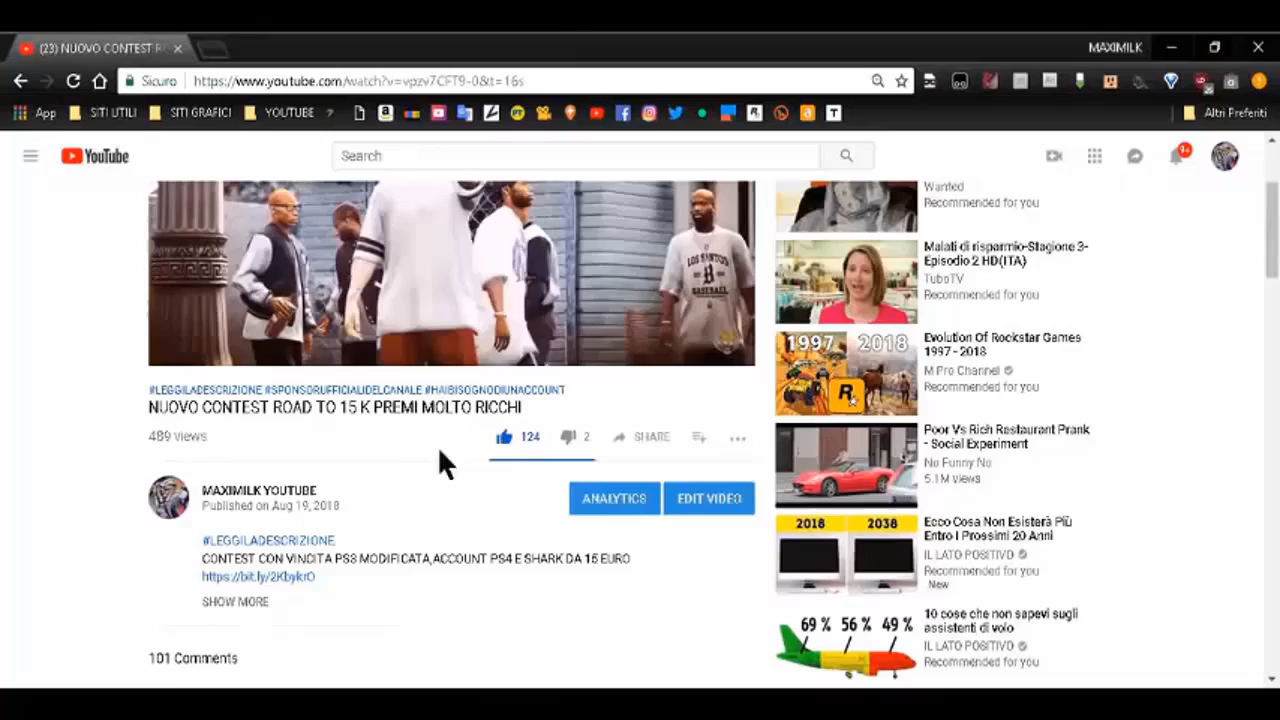 (23) NUOVO CONTEST R
MAXIMILK
Sicuro
https://www.youtube.com/watch?v=vpzv7CFT9-0&t=16s
App
SITI UTILI
SITI GRAFICI
YOUTUBE
?
Altri Preferiti
YouTube
Search
9+
LOS SANTOS
B
BASEBALL
Wanted
Recommended for you
Malati di risparmio-Stagione 3-
Episodio 2 HD(ITA)
TuboTV
Recommended for you
1997 2018
R
Evolution Of Rockstar Games
1997 - 2018
M Pro Channel
Recommended for you
#LEGGILADESCRIZIONE #SPONSORUFFICIALIDELCANALE #HAIBISOGNODIUNACCOUNT
NUOVO CONTEST ROAD TO 15 K PREMI MOLTO RICCHI
489 views
124
2
SHARE
Poor Vs Rich Restaurant Prank
- Social Experiment
No Funny No
5.1M views
MAXIMILK YOUTUBE
Published on Aug 19, 2018
ANALYTICS
EDIT VIDEO
#LEGGILADESCRIZIONE
CONTEST CON VINCITA PS3 MODIFICATA,ACCOUNT PS4 E SHARK DA 15 EURO
https://bit.ly/2KbykrO
SHOW MORE
2018 2038
Ecco Cosa Non Esisterà Più
Entro I Prossimi 20 Anni
IL LATO POSITIVO
Recommended for you
New
101 Comments
69 % 56 % 49 %
10 cose che non sapevi sugli
assistenti di volo
IL LATO POSITIVO
Recommended for you